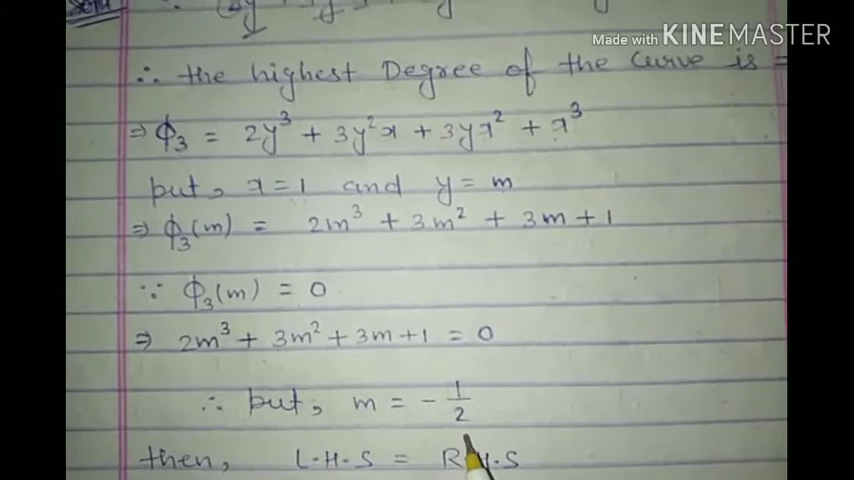 Made with KINEMASTER
∴ the highest Degree of the curve is =
⇒ ϕ₃ = 2y³ + 3y²x + 3yx² + x³
put, x = 1 and y = m
⇒ ϕ₃(m) = 2m³ + 3m² + 3m + 1
∵ ϕ₃(m) = 0
⇒ 2m³ + 3m² + 3m + 1 = 0
∴ put, m = - 1/2
then, L.H.S = R.H.S